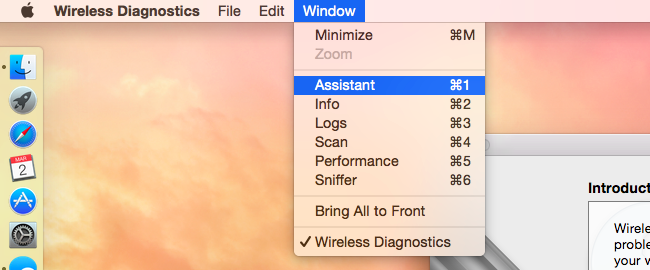 Wireless Diagnostics File Edit Window
Minimize ⌘M
Zoom
Assistant ⌘1
Info ⌘2
Logs ⌘3
Scan ⌘4
Performance ⌘5
Sniffer ⌘6
Bring All to Front
✓ Wireless Diagnostics
MAR
2
Introduct
Wirele
proble
your w